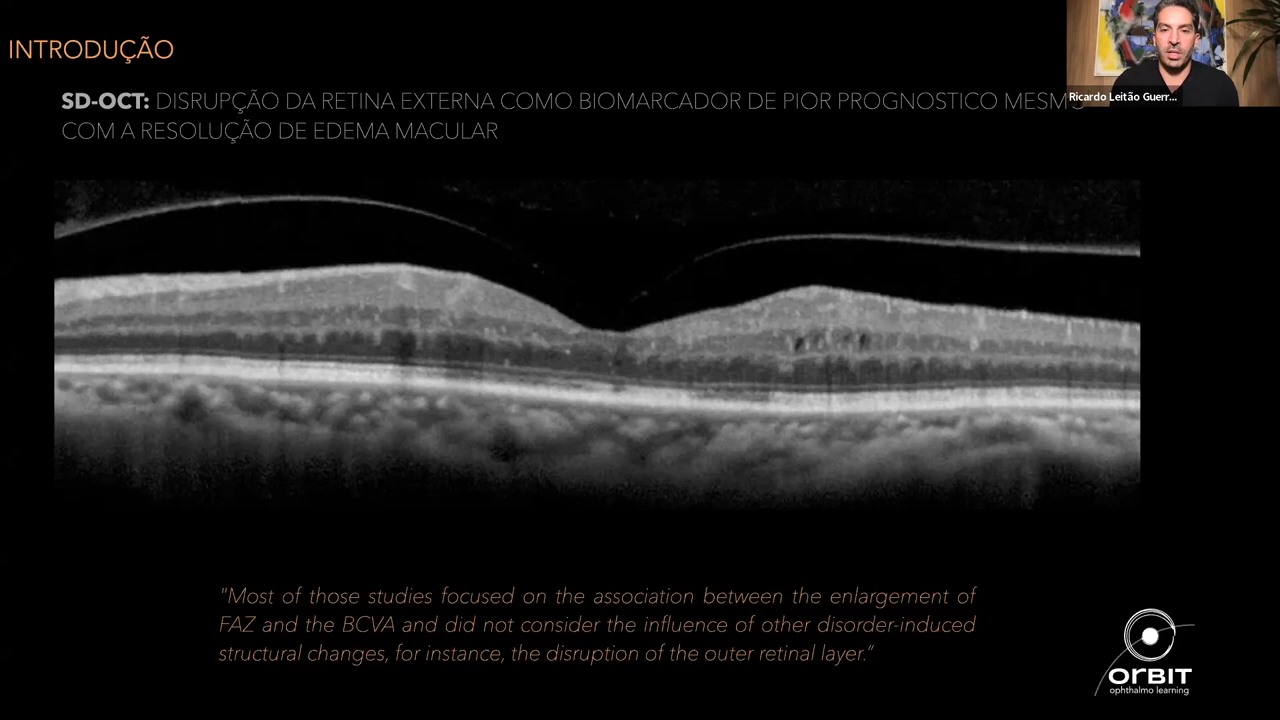 INTRODUÇÃO
SD-OCT: DISRUPÇÃO DA RETINA EXTERNA COMO BIOMARCADOR DE PIOR PROGNOSTICO MESMO
COM A RESOLUÇÃO DE EDEMA MACULAR
Ricardo Leitão Guerr...
"Most of those studies focused on the association between the enlargement of
FAZ and the BCVA and did not consider the influence of other disorder-induced
structural changes, for instance, the disruption of the outer retinal layer."
ORBIT
ophthalmo learning